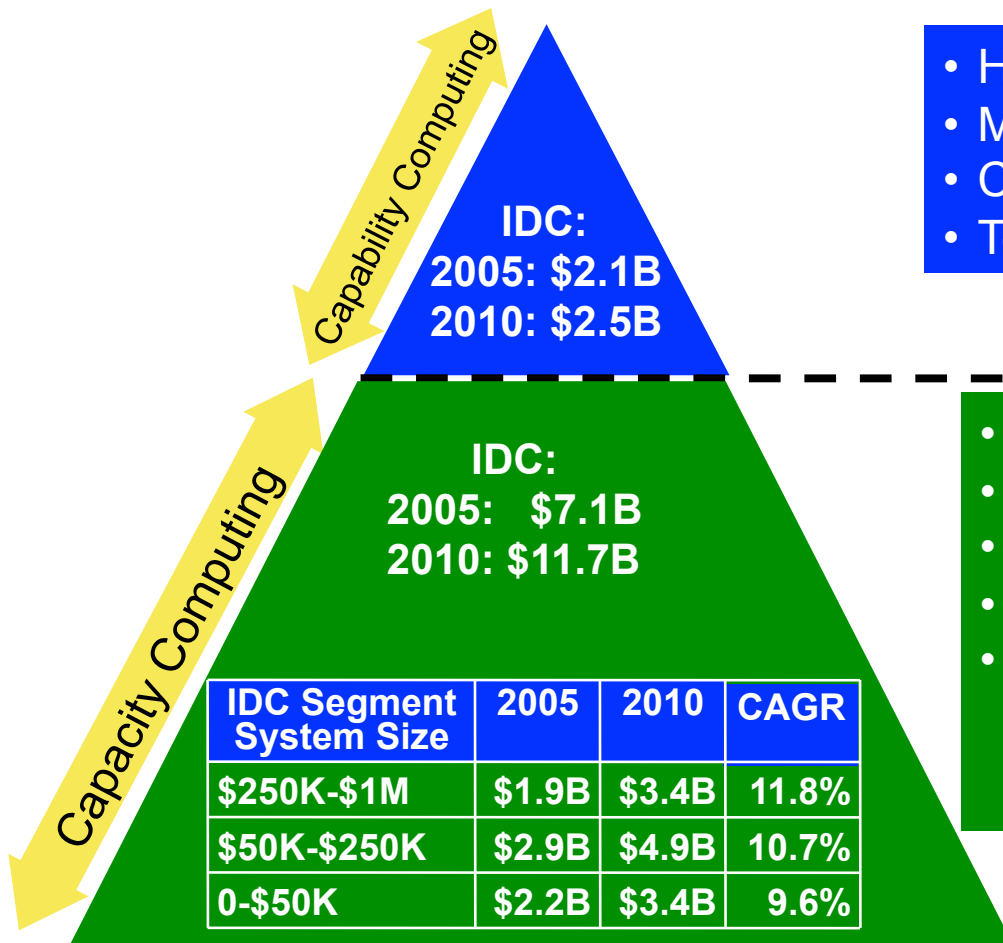 Capability Computing
IDC:
2005: $2.1B
2010: $2.5B
Capacity Computing
IDC:
2005: $7.1B
2010: $11.7B
IDC Segment System Size 2005 2010 CAGR
$250K-$1M $1.9B $3.4B 11.8%
$50K-$250K $2.9B $4.9B 10.7%
0-$50K $2.2B $3.4B 9.6%